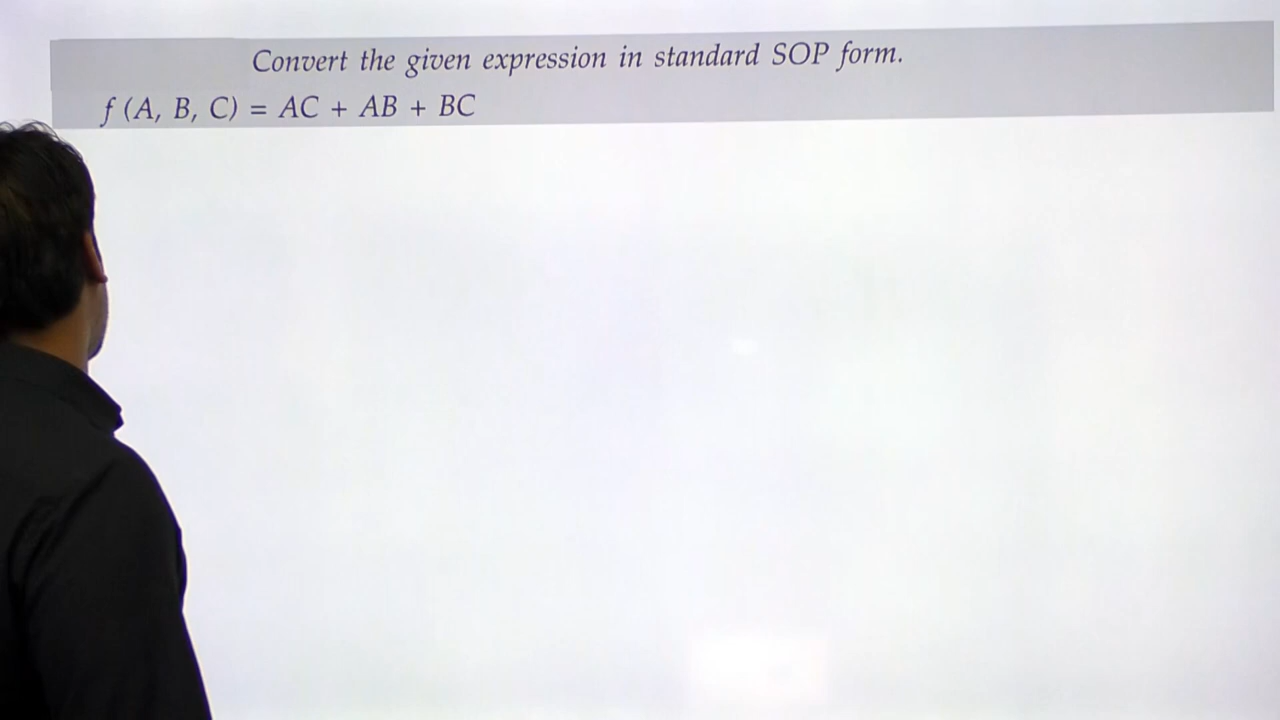 Convert the given expression in standard SOP form.
f (A, B, C) = AC + AB + BC